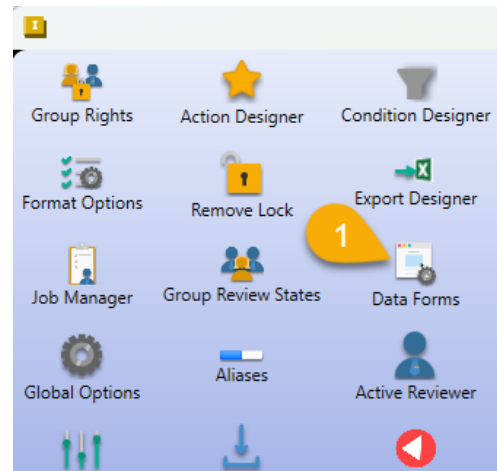 I
Group Rights
Action Designer
Condition Designer
Format Options
Remove Lock
Export Designer
1
Job Manager
Group Review States
Data Forms
Global Options
Aliases
Active Reviewer